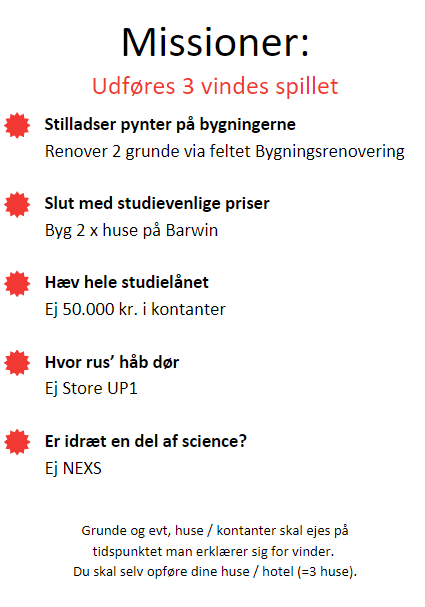 Missioner:
Udføres 3 vindes spillet
Stilladser pynter på bygningerne
Renover 2 grunde via feltet Bygningsrenovering
Slut med studievenlige priser
Byg 2 x huse på Barwin
Hæv hele studielånet
Ej 50.000 kr. i kontanter
Hvor rus’ håb dør
Ej Store UP1
Er idræt en del af science?
Ej NEXS
Grunde og evt, huse / kontanter skal ejes på
tidspunktet man erklærer sig for vinder.
Du skal selv opføre dine huse / hotel (=3 huse).